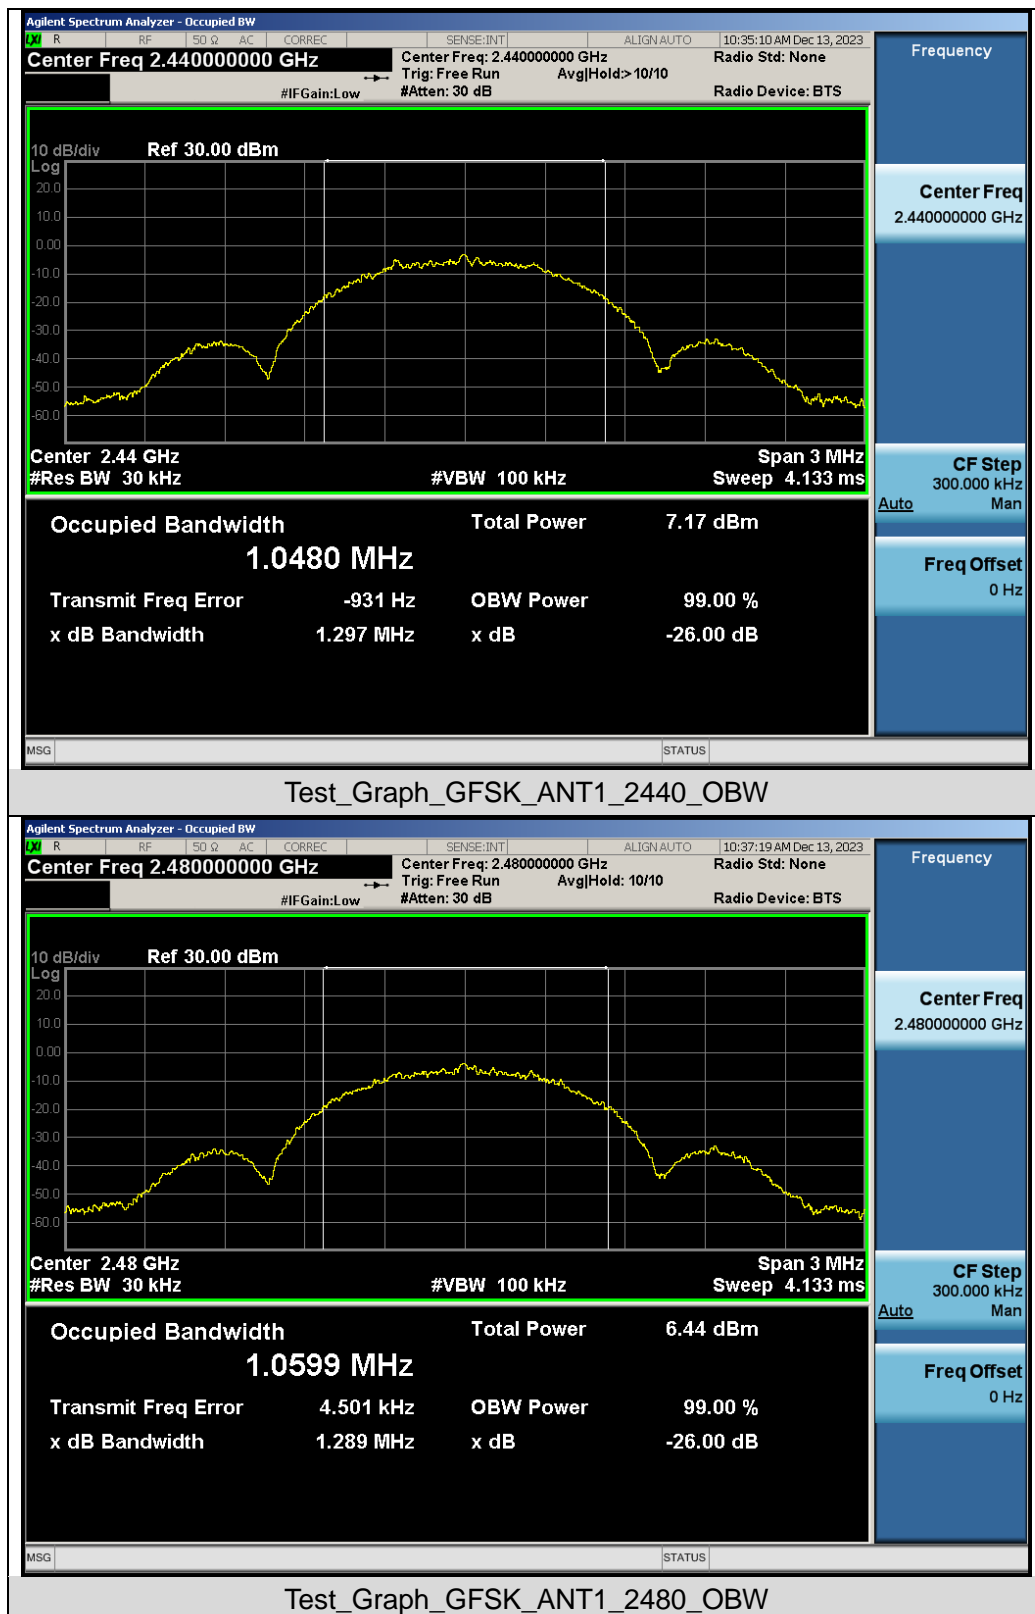 Agilent Spectrum Analyzer - Occupied BW
LXI R RF 50 Ω AC CORREC SENSE:INT ALIGN AUTO 10:35:10 AM Dec 13, 2023
Center Freq 2.440000000 GHz Center Freq: 2.440000000 GHz Radio Std: None Frequency
Trig: Free Run Avg|Hold:> 10/10
#IFGain:Low #Atten: 30 dB Radio Device: BTS
10 dB/div Ref 30.00 dBm
Log
20.0
10.0
0.00
-10.0
-20.0
-30.0
-40.0
-50.0
-60.0
Center Freq
2.440000000 GHz
Center 2.44 GHz Span 3 MHz
#Res BW 30 kHz #VBW 100 kHz Sweep 4.133 ms
CF Step
300.000 kHz
Auto Man
Occupied Bandwidth Total Power 7.17 dBm
1.0480 MHz
Transmit Freq Error -931 Hz OBW Power 99.00 %
x dB Bandwidth 1.297 MHz x dB -26.00 dB
Freq Offset
0 Hz
MSG STATUS
Test_Graph_GFSK_ANT1_2440_OBW
Agilent Spectrum Analyzer - Occupied BW
LXI R RF 50 Ω AC CORREC SENSE:INT ALIGN AUTO 10:37:19 AM Dec 13, 2023
Center Freq 2.480000000 GHz Center Freq: 2.480000000 GHz Radio Std: None Frequency
Trig: Free Run Avg|Hold: 10/10
#IFGain:Low #Atten: 30 dB Radio Device: BTS
10 dB/div Ref 30.00 dBm
Log
20.0
10.0
0.00
-10.0
-20.0
-30.0
-40.0
-50.0
-60.0
Center Freq
2.480000000 GHz
Center 2.48 GHz Span 3 MHz
#Res BW 30 kHz #VBW 100 kHz Sweep 4.133 ms
CF Step
300.000 kHz
Auto Man
Occupied Bandwidth Total Power 6.44 dBm
1.0599 MHz
Transmit Freq Error 4.501 kHz OBW Power 99.00 %
x dB Bandwidth 1.289 MHz x dB -26.00 dB
Freq Offset
0 Hz
MSG STATUS
Test_Graph_GFSK_ANT1_2480_OBW